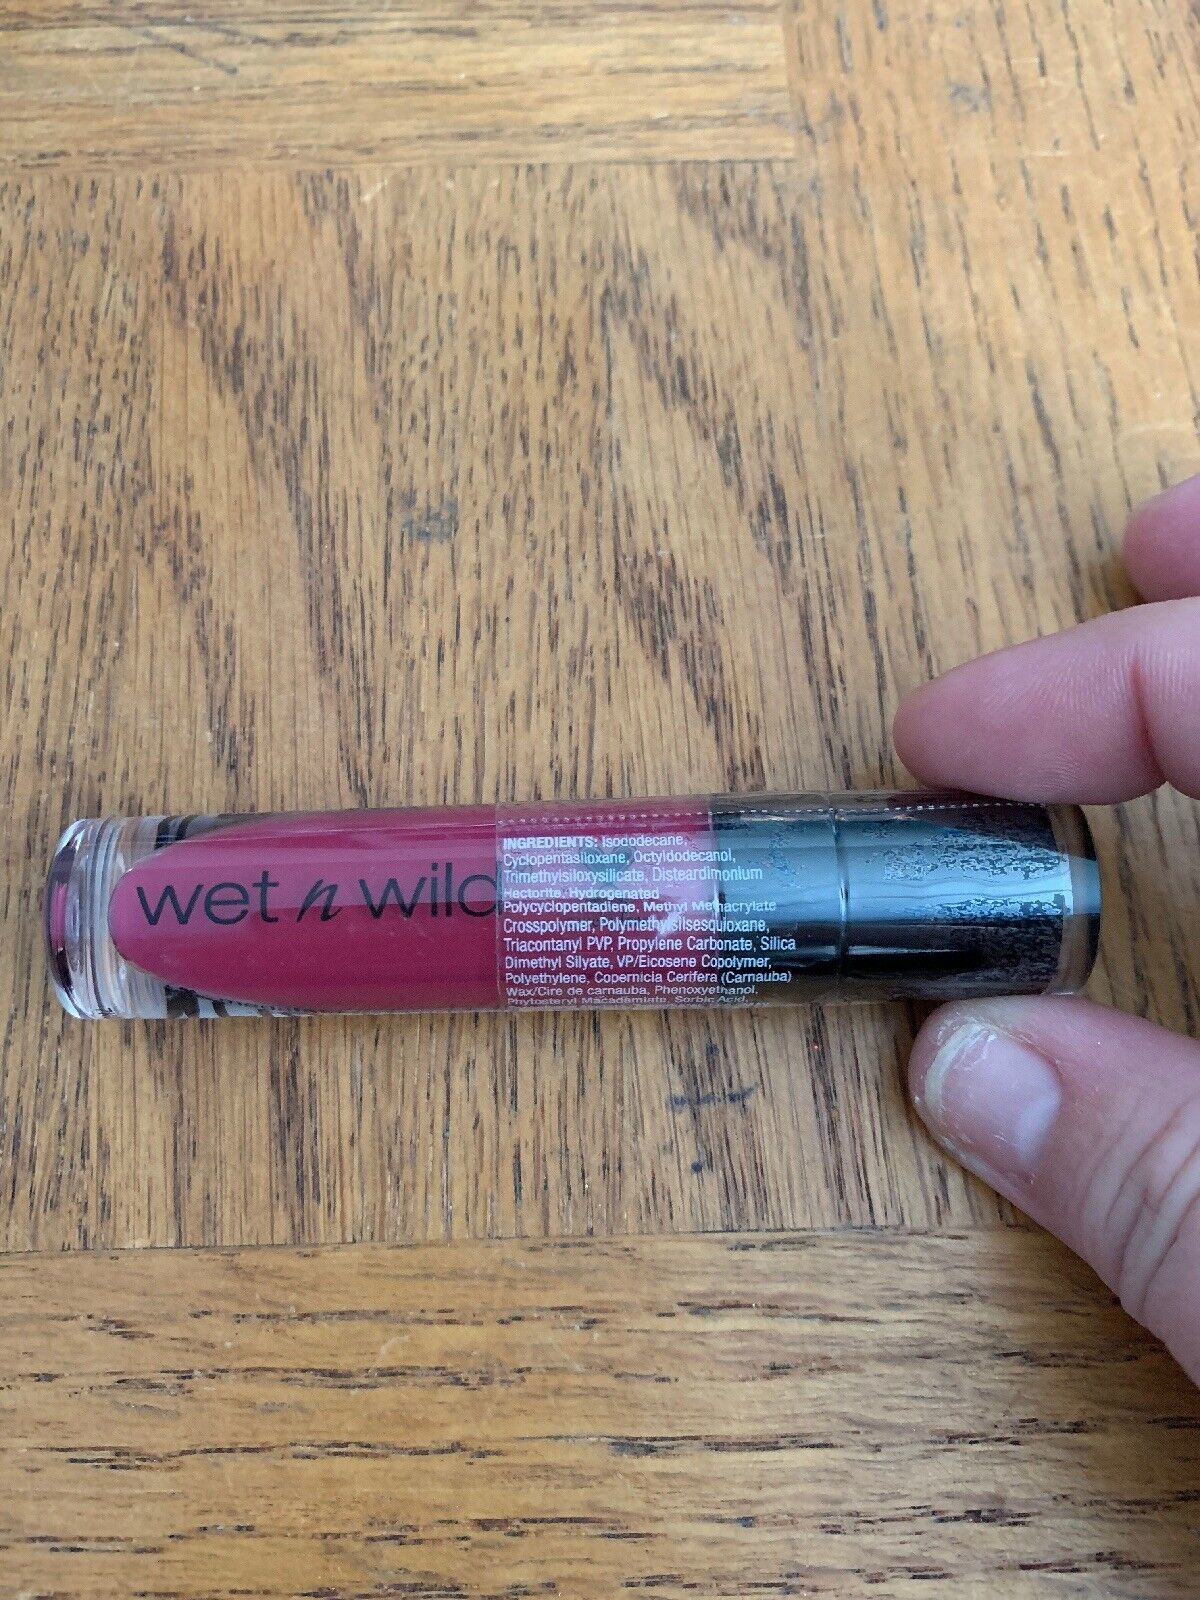 wet n wild
INGREDIENTS: Isododecane,
Cyclopentasiloxane, Octyldodecanol,
Trimethylsiloxysilicate, Disteardimonium
Hectorite, Hydrogenated
Polycyclopentadiene, Methyl Methacrylate
Crosspolymer, Polymethylsilsesquioxane,
Triacontanyl PVP, Propylene Carbonate, Silica
Dimethyl Silyate, VP/Eicosene Copolymer,
Polyethylene, Copernicia Cerifera (Carnauba)
Wax/Cire de carnauba, Phenoxyethanol,
Phytosteryl Macadamiate, Sorbic Acid,